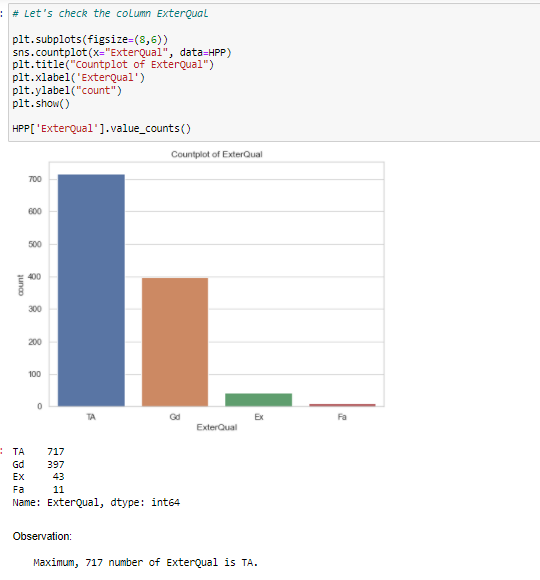 : # Let's check the column ExterQual
plt.subplots(figsize=(8,6))
sns.countplot(x="ExterQual", data=HPP)
plt.title("Countplot of ExterQual")
plt.xlabel('ExterQual')
plt.ylabel("count")
plt.show()
HPP['ExterQual'].value_counts()
Countplot of ExterQual
700
600
500
400
300
200
100
0
count
TA Gd Ex Fa
ExterQual
: TA 717
Gd 397
Ex 43
Fa 11
Name: ExterQual, dtype: int64
Observation:
Maximum, 717 number of ExterQual is TA.